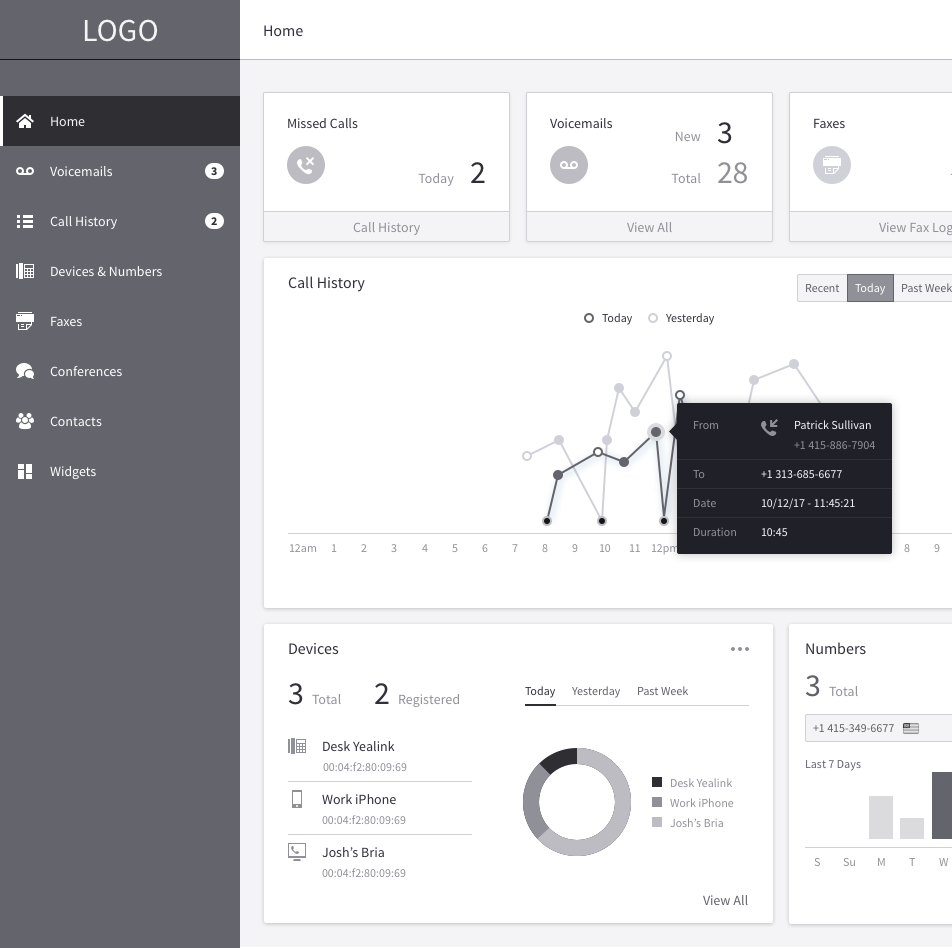 LOGO
Home
Home
Voicemails 3
Call History 2
Devices & Numbers
Faxes
Conferences
Contacts
Widgets
Missed Calls
Today 2
Call History
Voicemails
New 3
Total 28
View All
Faxes
View Fax
Call History
Recent Today Past Week
Today Yesterday
From Patrick Sullivan
+1 415-886-7904
To +1 313-685-6677
Date 10/12/17 - 11:45:21
Duration 10:45
12am 1 2 3 4 5 6 7 8 9 10 11 12pm 8 9
Devices
3 Total 2 Registered
Desk Yealink
00:04:f2:80:09:69
Work iPhone
00:04:f2:80:09:69
Josh's Bria
00:04:f2:80:09:69
Today Yesterday Past Week
Desk Yealink
Work iPhone
Josh's Bria
View All
Numbers
3 Total
+1 415-349-6677
Last 7 Days
S Su M T W